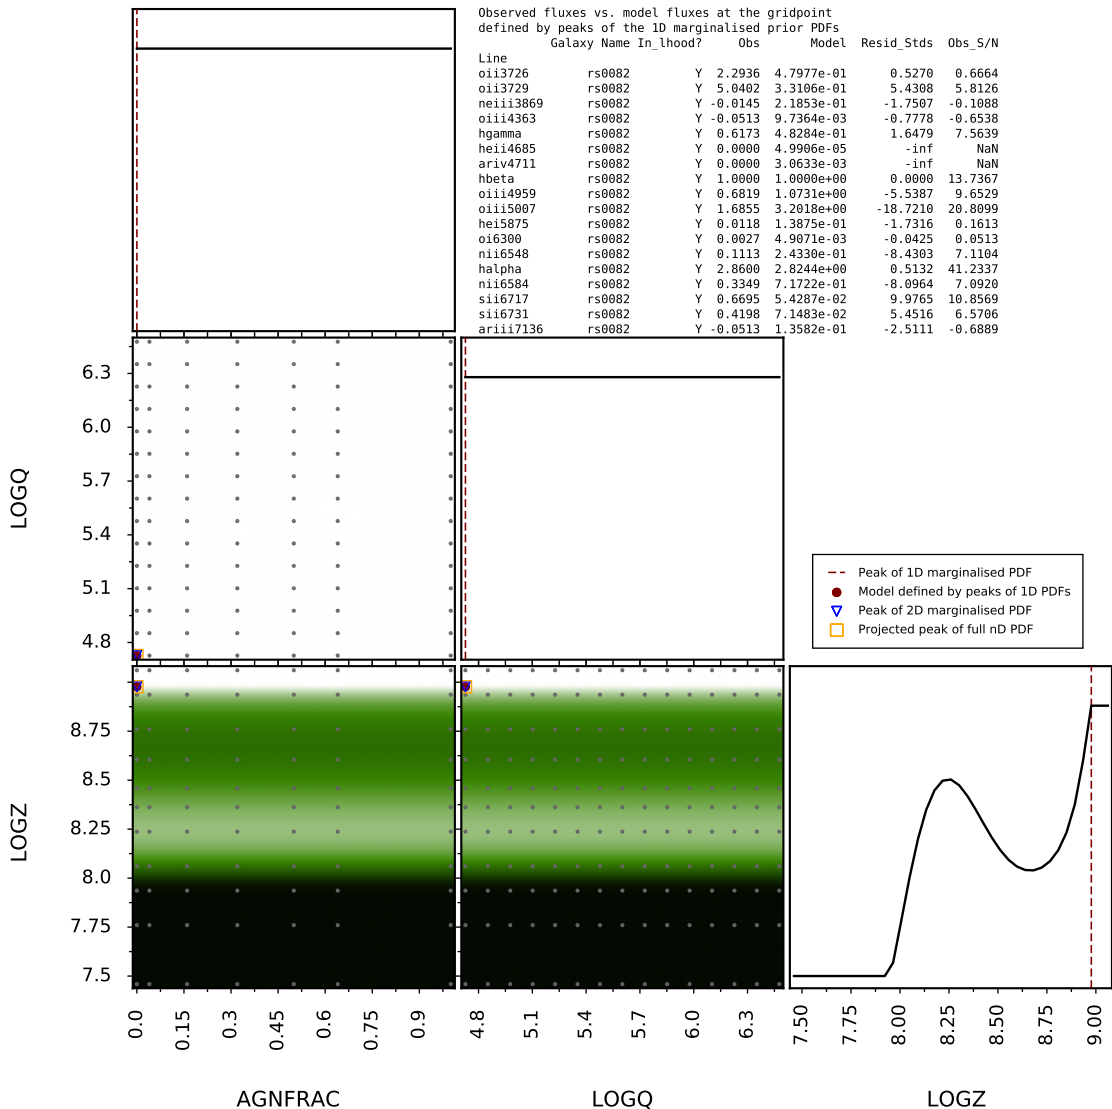 Observed fluxes vs. model fluxes at the gridpoint
defined by peaks of the 1D marginalised prior PDFs
Galaxy Name In_lhood? Obs Model Resid_Stds Obs_S/N
Line
oii3726 rs0082 Y 2.2936 4.7977e-01 0.5270 0.6664
oii3729 rs0082 Y 5.0402 3.3106e-01 5.4308 5.8126
neiii3869 rs0082 Y -0.0145 2.1853e-01 -1.7507 -0.1088
oiii4363 rs0082 Y -0.0513 9.7364e-03 -0.7778 -0.6538
hgamma rs0082 Y 0.6173 4.8284e-01 1.6479 7.5639
heii4685 rs0082 Y 0.0000 4.9906e-05 -inf NaN
ariv4711 rs0082 Y 0.0000 3.0633e-03 -inf NaN
hbeta rs0082 Y 1.0000 1.0000e+00 0.0000 13.7367
oiii4959 rs0082 Y 0.6819 1.0731e+00 -5.5387 9.6529
oiii5007 rs0082 Y 1.6855 3.2018e+00 -18.7210 20.8099
hei5875 rs0082 Y 0.0118 1.3875e-01 -1.7316 0.1613
oi6300 rs0082 Y 0.0027 4.9071e-03 -0.0425 0.0513
nii6548 rs0082 Y 0.1113 2.4330e-01 -8.4303 7.1104
halpha rs0082 Y 2.8600 2.8244e+00 0.5132 41.2337
nii6584 rs0082 Y 0.3349 7.1722e-01 -8.0964 7.0920
sii6717 rs0082 Y 0.6695 5.4287e-02 9.9765 10.8569
sii6731 rs0082 Y 0.4198 7.1483e-02 5.4516 6.5706
ariii7136 rs0082 Y -0.0513 1.3582e-01 -2.5111 -0.6889
LOGQ
6.3
6.0
5.7
5.4
5.1
4.8
Peak of 1D marginalised PDF
Model defined by peaks of 1D PDFs
Peak of 2D marginalised PDF
Projected peak of full nD PDF
LOGZ
8.75
8.5
8.25
8.0
7.75
7.5
0.0 0.15 0.3 0.45 0.6 0.75 0.9
4.8 5.1 5.4 5.7 6.0 6.3
7.50 7.75 8.00 8.25 8.50 8.75 9.00
AGNFRAC LOGQ LOGZ